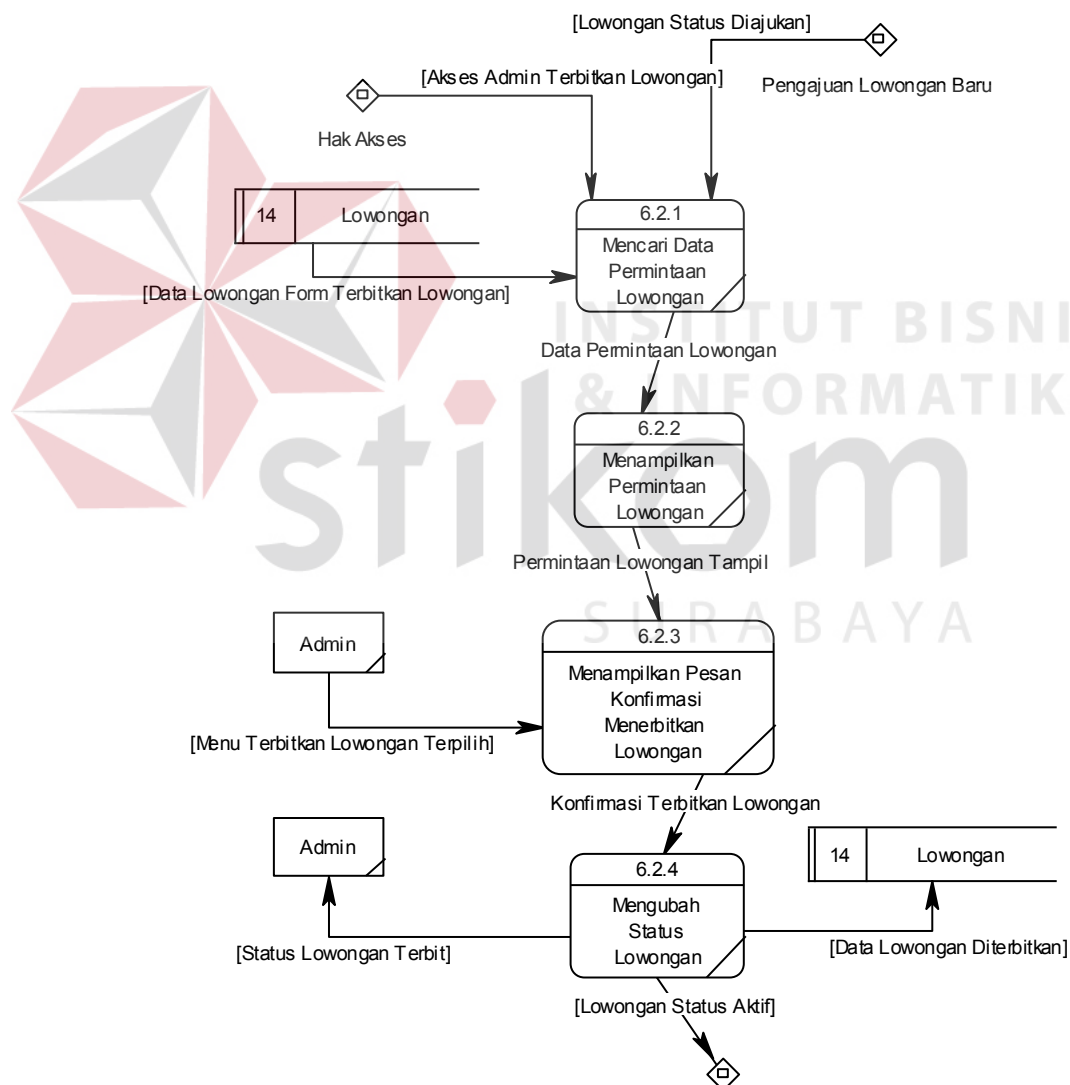 [Lowongan Status Diajukan]
[Akses Admin Terbitkan Lowongan]
Pengajuan Lowongan Baru
Hak Akses
14
Lowongan
6.2.1
Mencari Data
Permintaan
Lowongan
[Data Lowongan Form Terbitkan Lowongan]
INSTITUT BISNI
Data Permintaan Lowongan
& INFORMATIK
6.2.2
Menampilkan
Permintaan
Lowongan
stikom
Permintaan Lowongan Tampil
SURABAYA
Admin
6.2.3
Menampilkan Pesan
Konfirmasi
Menerbitkan
Lowongan
[Menu Terbitkan Lowongan Terpilih]
Konfirmasi Terbitkan Lowongan
Admin
14
Lowongan
6.2.4
Mengubah
Status
Lowongan
[Status Lowongan Terbit]
[Data Lowongan Diterbitkan]
[Lowongan Status Aktif]